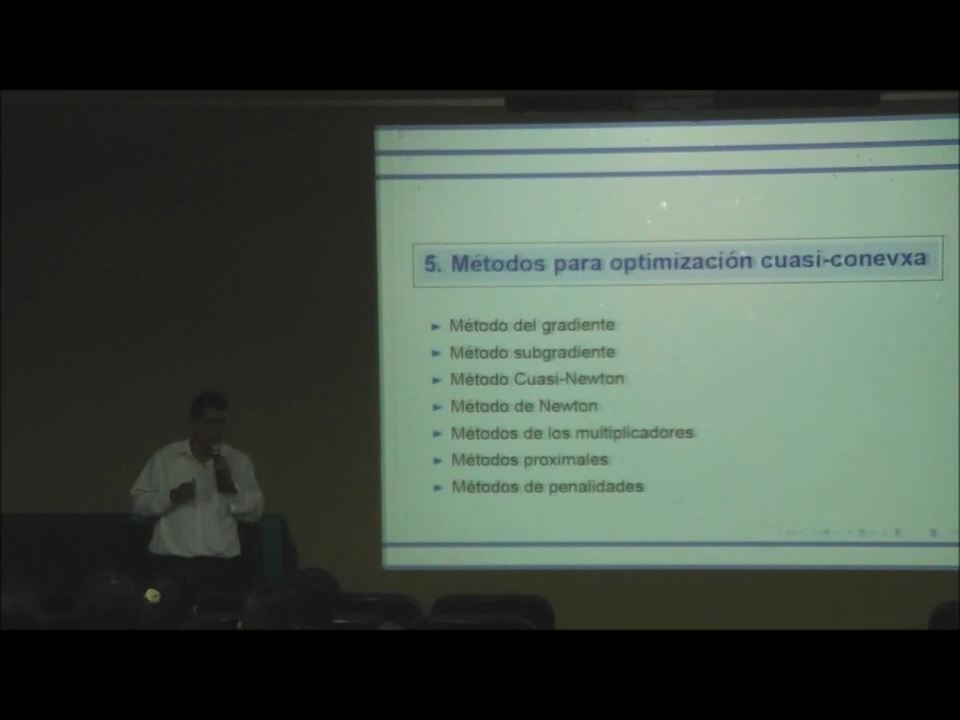 5. Métodos para optimización cuasi-conevxa
Método del gradiente
Método subgradiente
Método Cuasi-Newton
Método de Newton
Métodos de los multiplicadores
Métodos proximales
Métodos de penalidades